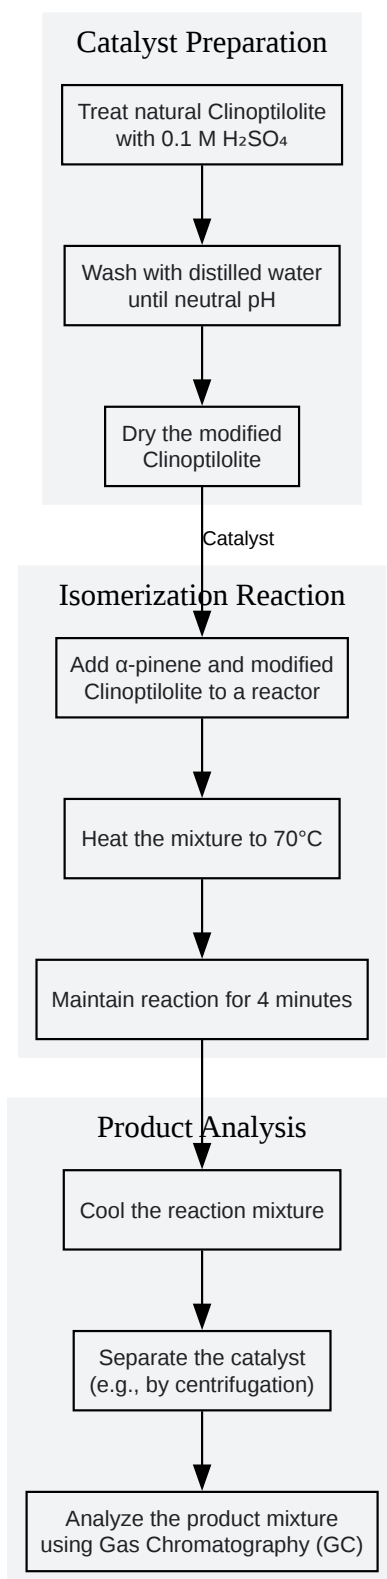 Catalyst Preparation
Treat natural Clinoptilolite
with 0.1 M H₂SO₄
Wash with distilled water
until neutral pH
Dry the modified
Clinoptilolite
Catalyst
Isomerization Reaction
Add α-pinene and modified
Clinoptilolite to a reactor
Heat the mixture to 70°C
Maintain reaction for 4 minutes
Product Analysis
Cool the reaction mixture
Separate the catalyst
(e.g., by centrifugation)
Analyze the product mixture
using Gas Chromatography (GC)